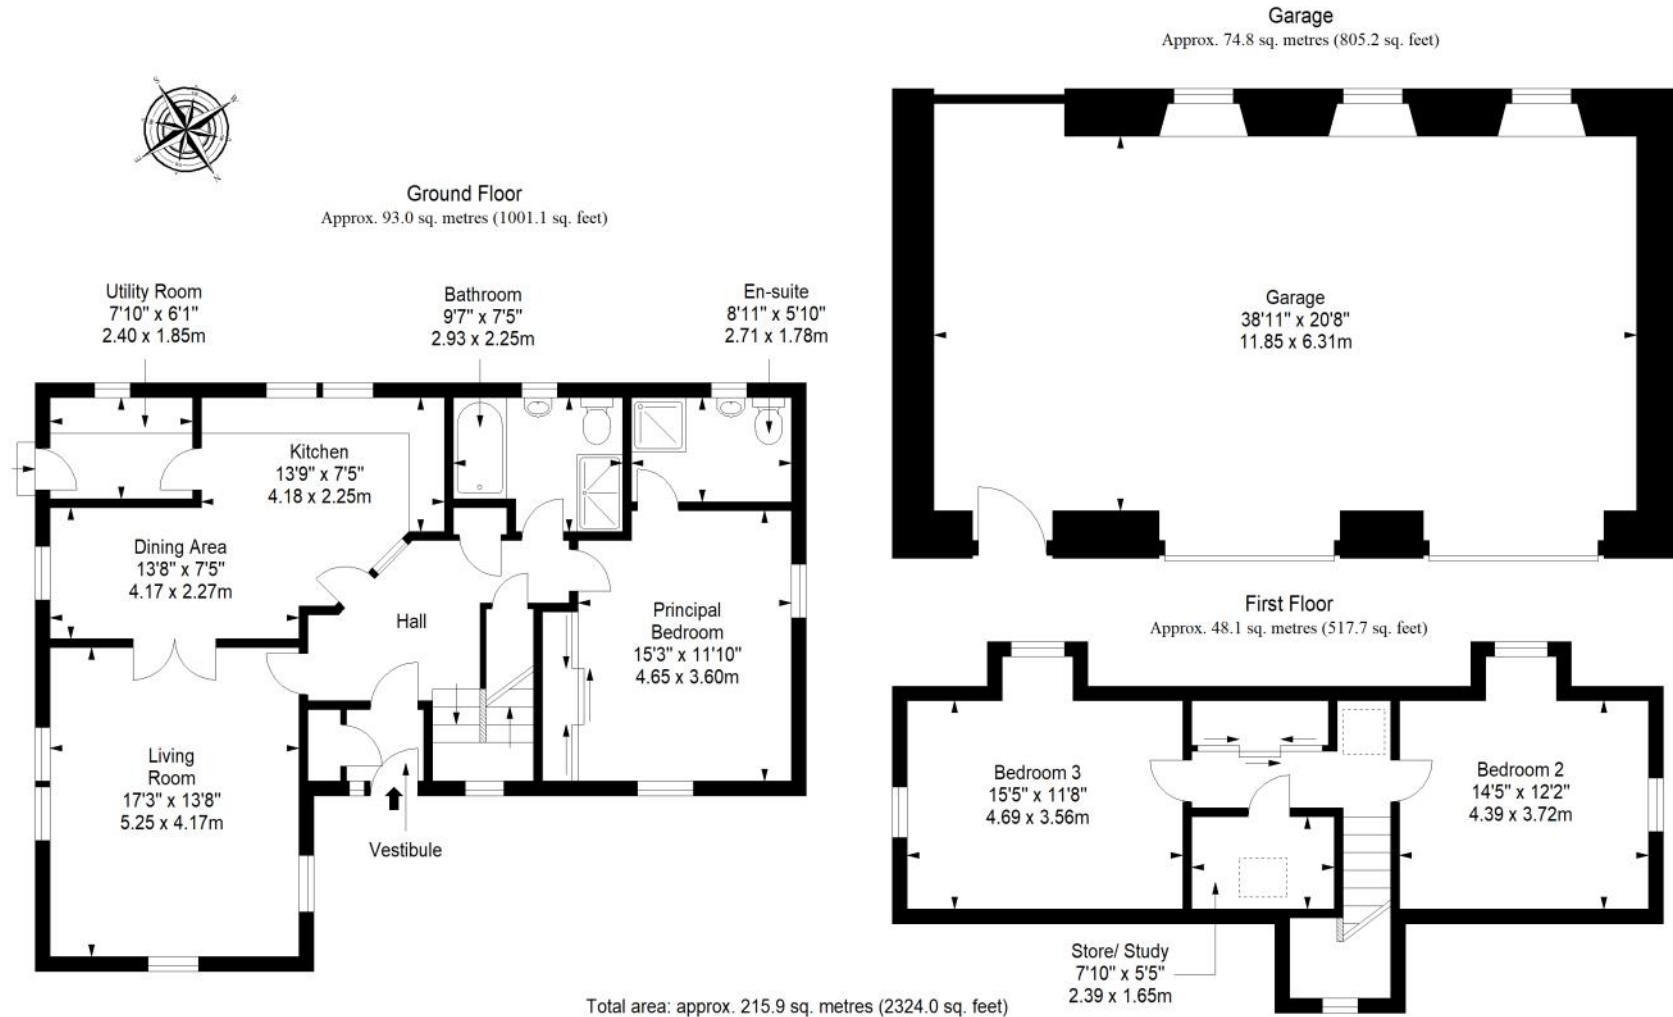 Garage
Approx. 74.8 sq. metres (805.2 sq. feet)
S
W
E
N
Ground Floor
Approx. 93.0 sq. metres (1001.1 sq. feet)
Utility Room
7'10" x 6'1"
2.40 x 1.85m
Bathroom
9'7" x 7'5"
2.93 x 2.25m
En-suite
8'11" x 5'10"
2.71 x 1.78m
Garage
38'11" x 20'8"
11.85 x 6.31m
Kitchen
13'9" x 7'5"
4.18 x 2.25m
Dining Area
13'8" x 7'5"
4.17 x 2.27m
Hall
Principal
Bedroom
15'3" x 11'10"
4.65 x 3.60m
Living
Room
17'3" x 13'8"
5.25 x 4.17m
Vestibule
First Floor
Approx. 48.1 sq. metres (517.7 sq. feet)
Bedroom 3
15'5" x 11'8"
4.69 x 3.56m
Bedroom 2
14'5" x 12'2"
4.39 x 3.72m
Store/ Study
7'10" x 5'5"
2.39 x 1.65m
Total area: approx. 215.9 sq. metres (2324.0 sq. feet)